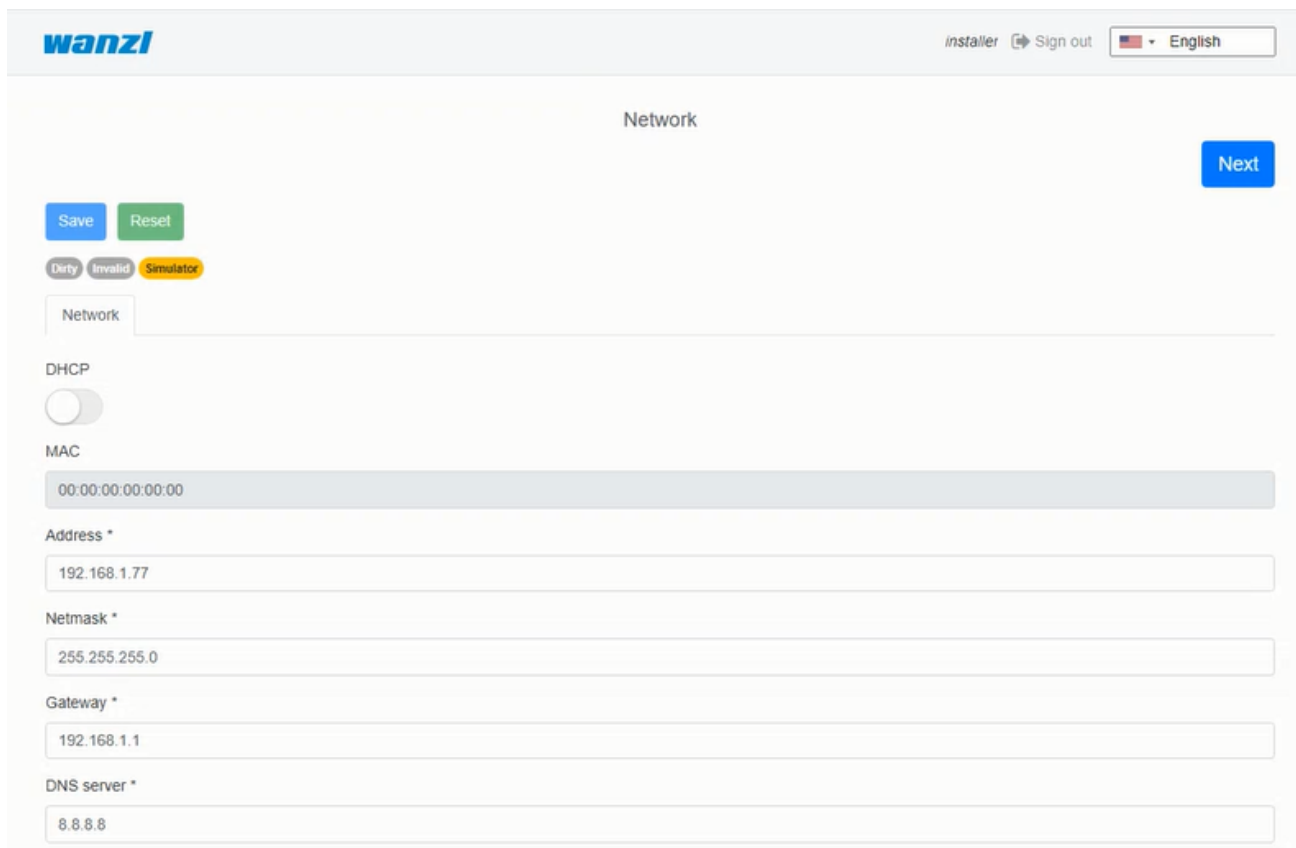 wanzl
installer Sign out English
Network
Next
Save Reset
Dirty Invalid Simulator
Network
DHCP
MAC
00:00:00:00:00:00
Address *
192.168.1.77
Netmask *
255.255.255.0
Gateway *
192.168.1.1
DNS server *
8.8.8.8